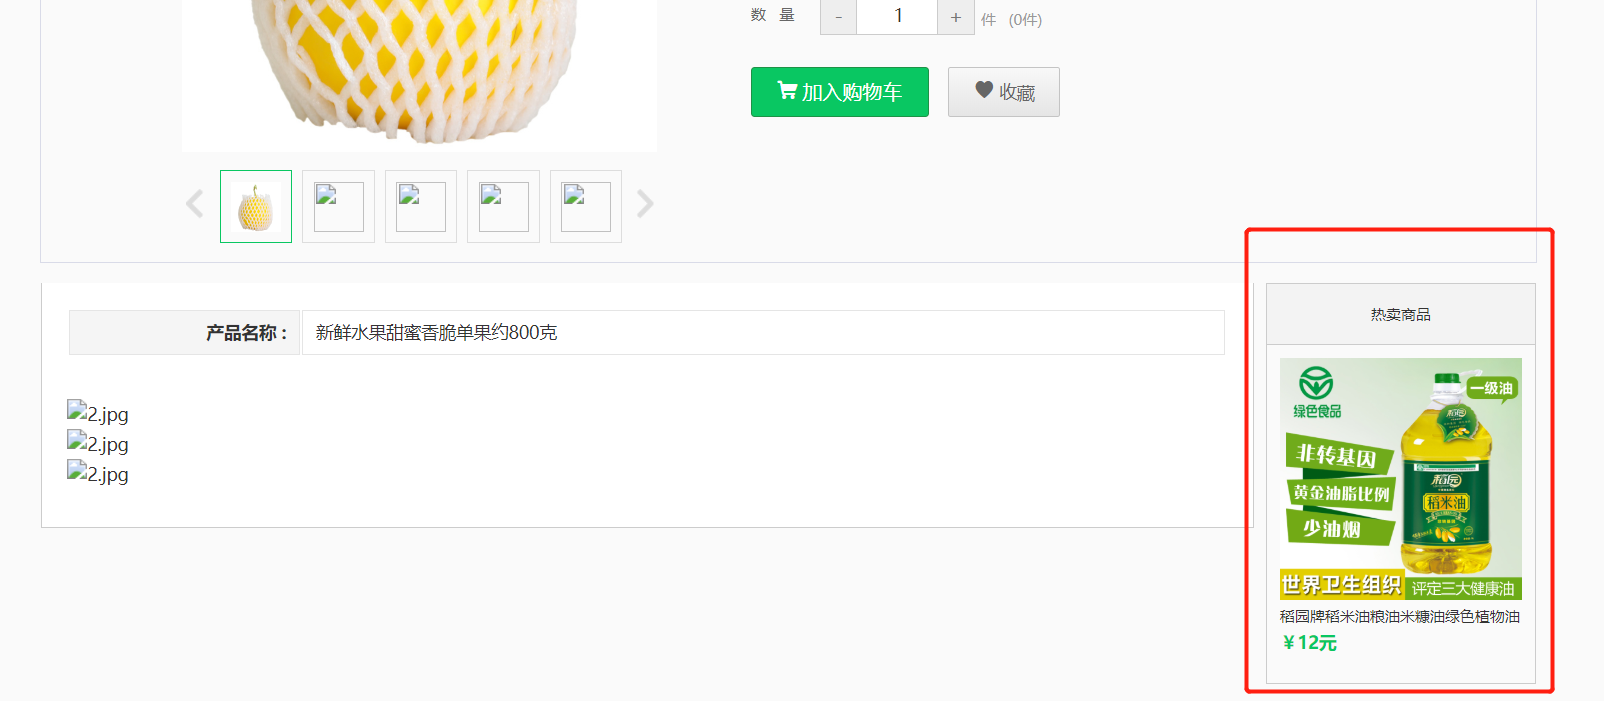 数 量 - 1 + 件 (0件)
加入购物车 收藏
产品名称： 新鲜水果甜蜜香脆单果约800克
2.jpg
2.jpg
2.jpg
热卖商品
绿色食品
一级油
非转基因
黄金油脂比例
少油烟
稻园
稻米油
世界卫生组织 评定三大健康油
稻园牌稻米油粮油米糠油绿色植物油
￥12元